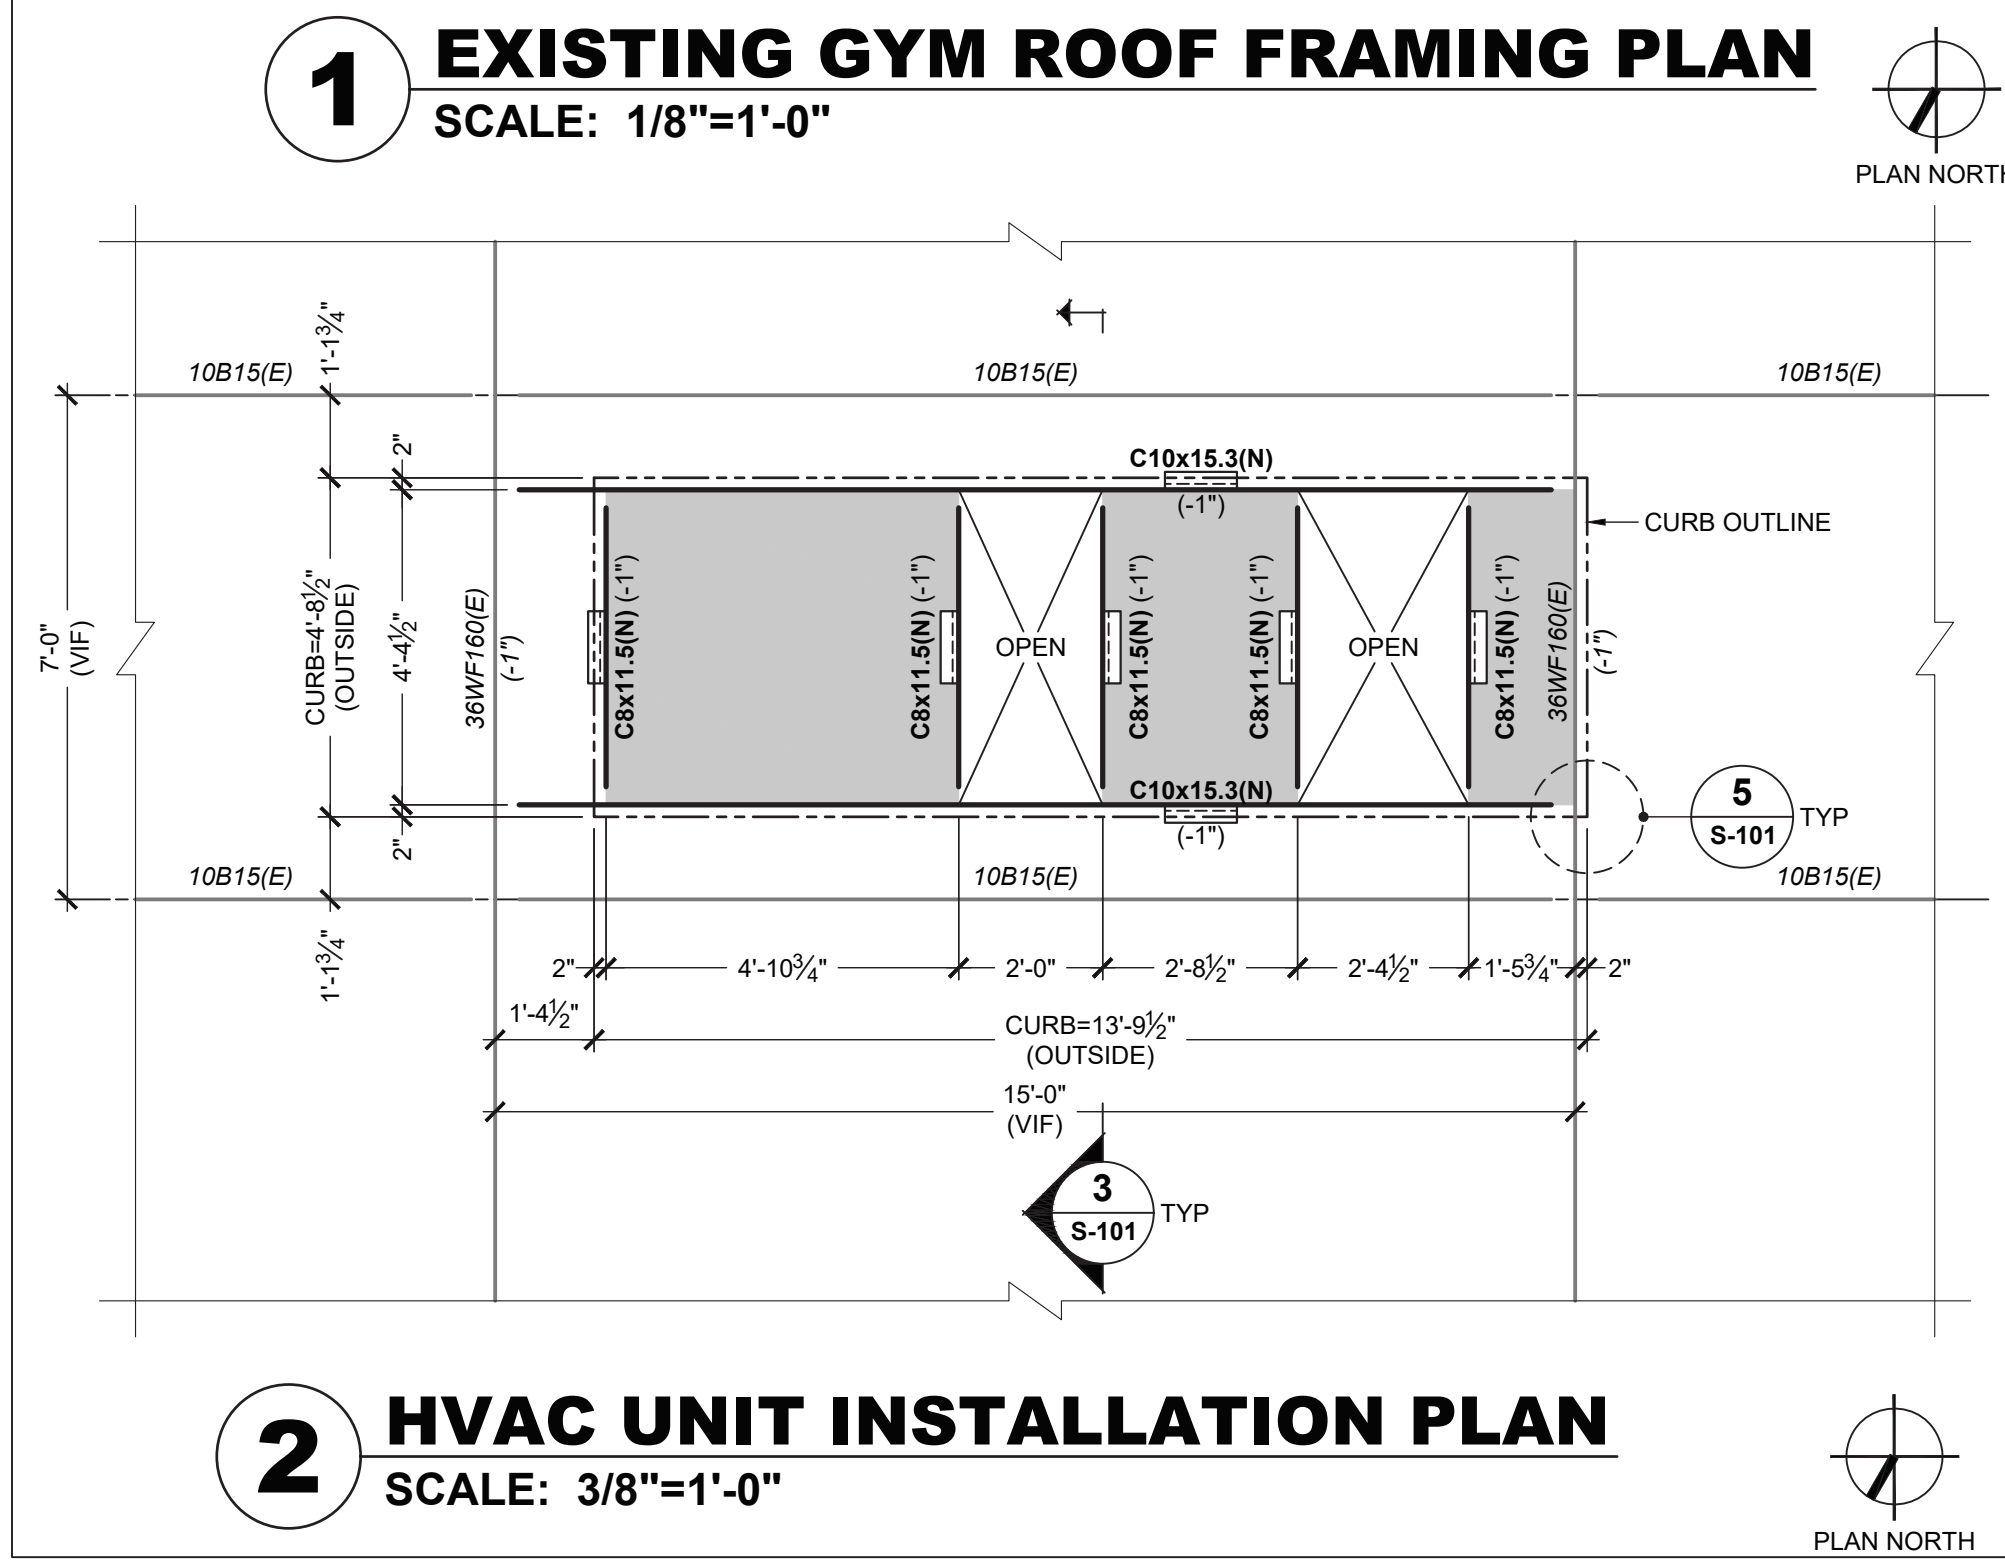 1
EXISTING GYM ROOF FRAMING PLAN
SCALE: 1/8"=1'-0"
PLAN NORTH
1'-1¾"
10B15(E)
10B15(E)
10B15(E)
2"
C10x15.3(N)
(-1")
CURB OUTLINE
7'-0"
(VIF)
CURB=4'-8½"
(OUTSIDE)
4'-4½"
36WF160(E)
(-1")
C8x11.5(N) (-1")
C8x11.5(N) (-1")
OPEN
C8x11.5(N) (-1")
C8x11.5(N) (-1")
OPEN
C8x11.5(N) (-1")
36WF160(E)
(-1")
C10x15.3(N)
(-1")
2"
5
S-101
TYP
10B15(E)
10B15(E)
10B15(E)
1'-1¾"
2"
4'-10¾"
2'-0"
2'-8½"
2'-4½"
1'-5¾"
2"
1'-4½"
CURB=13'-9½"
(OUTSIDE)
15'-0"
(VIF)
3
S-101
TYP
2
HVAC UNIT INSTALLATION PLAN
SCALE: 3/8"=1'-0"
PLAN NORTH